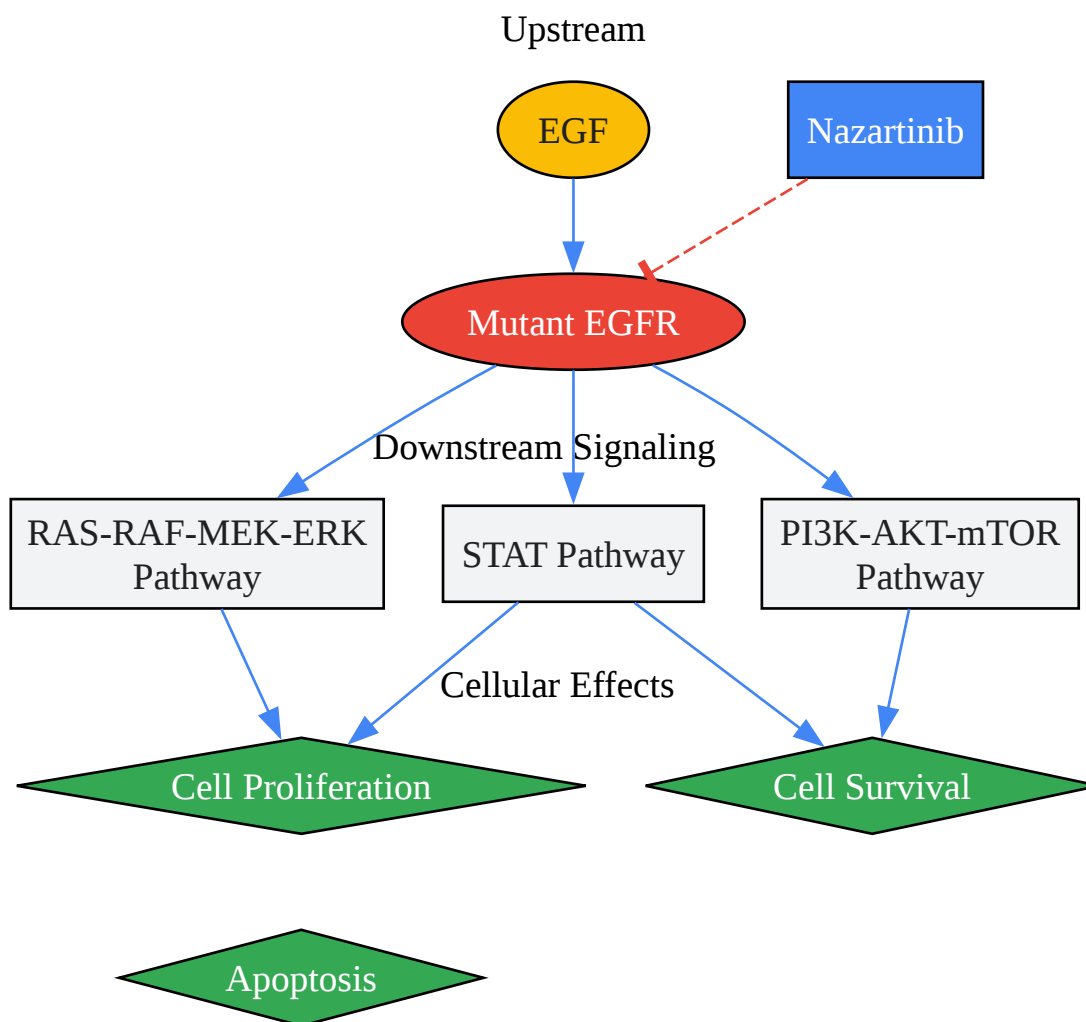 Upstream
EGF
Nazartinib
Mutant EGFR
Downstream Signaling
RAS-RAF-MEK-ERK
Pathway
STAT Pathway
PI3K-AKT-mTOR
Pathway
Cellular Effects
Cell Proliferation
Cell Survival
Apoptosis